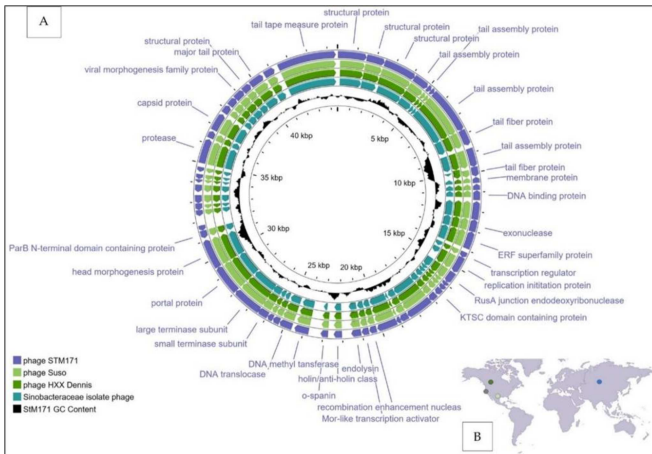 A
structural protein
tail tape measure protein
structural protein
structural protein
tail assembly protein
tail assembly protein
structural protein
major tail protein
viral morphogenesis family protein
tail assembly protein
capsid protein
tail fiber protein
protease
tail assembly protein
tail fiber protein
membrane protein
DNA binding protein
exonuclease
ERF superfamily protein
transcription regulator
replication inititation protein
RusA junction endodeoxyribonuclease
KTSC domain containing protein
ParB N-terminal domain containing protein
head morphogenesis protein
portal protein
large terminase subunit
small terminase subunit
DNA translocase
DNA methyl tansferase
o-spanin
holin/anti-holin class
endolysin
recombination enhancement nucleas
Mor-like transcription activator
40 kbp
5 kbp
35 kbp
10 kbp
30 kbp
15 kbp
25 kbp
20 kbp
phage STM171
phage Suso
phage HXX Dennis
Sinobacteraceae isolate phage
StM171 GC Content
B